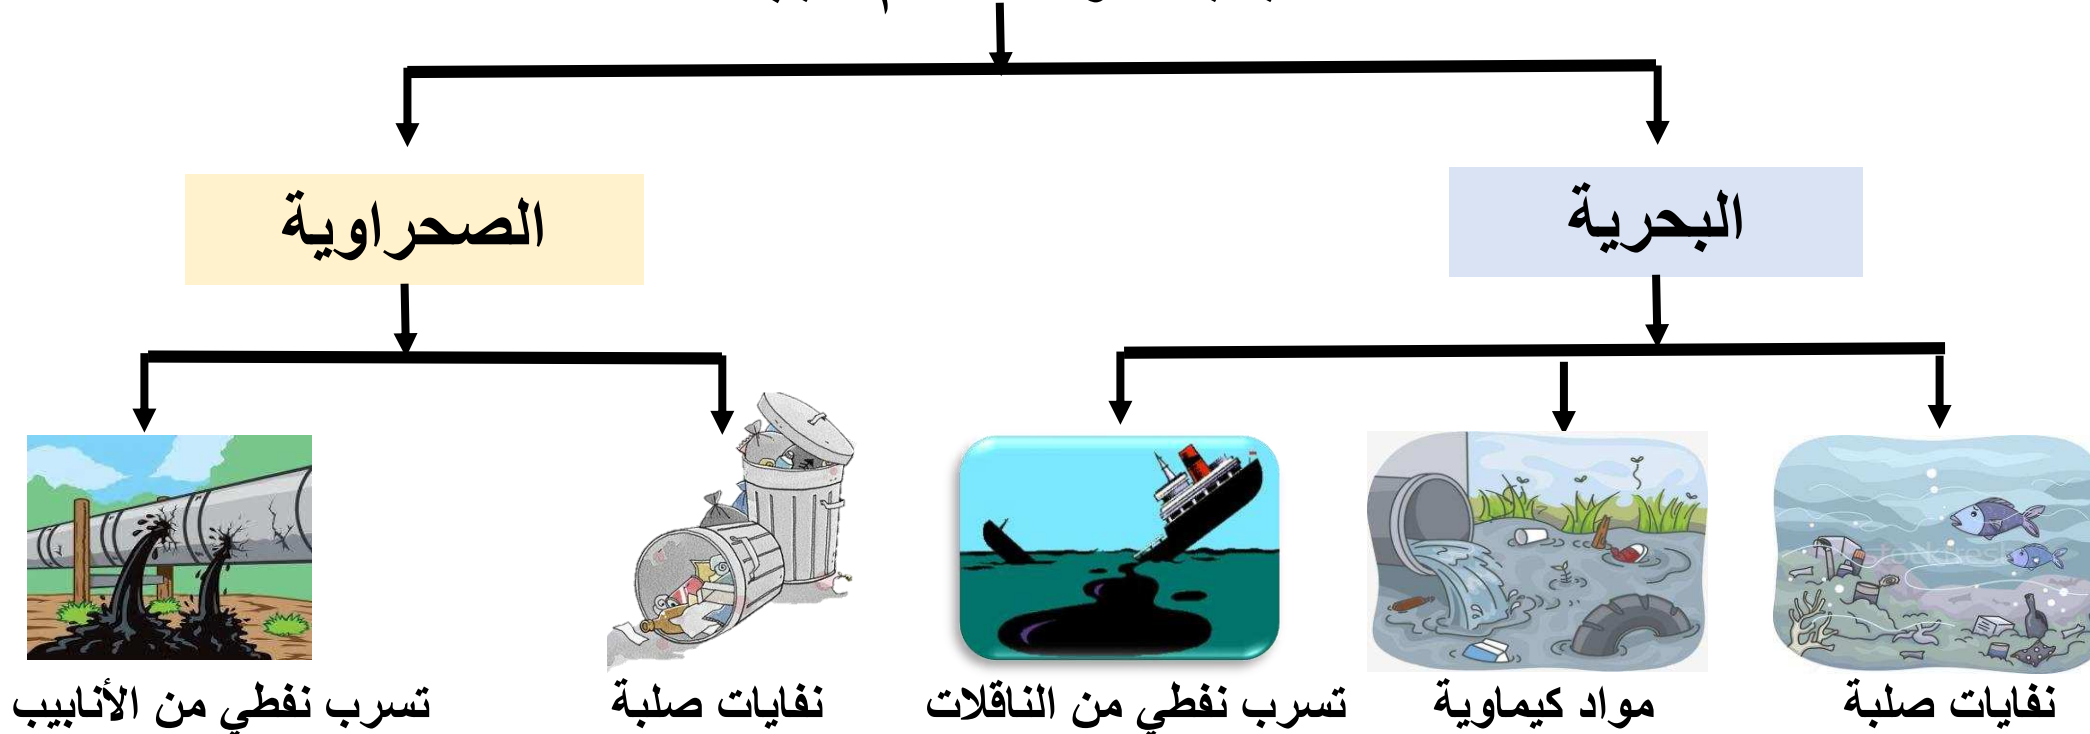 البحرية
الصحراوية
نفايات صلبة
مواد كيماوية
تسرب نفطي من الناقلات
نفايات صلبة
تسرب نفطي من الأنابيب